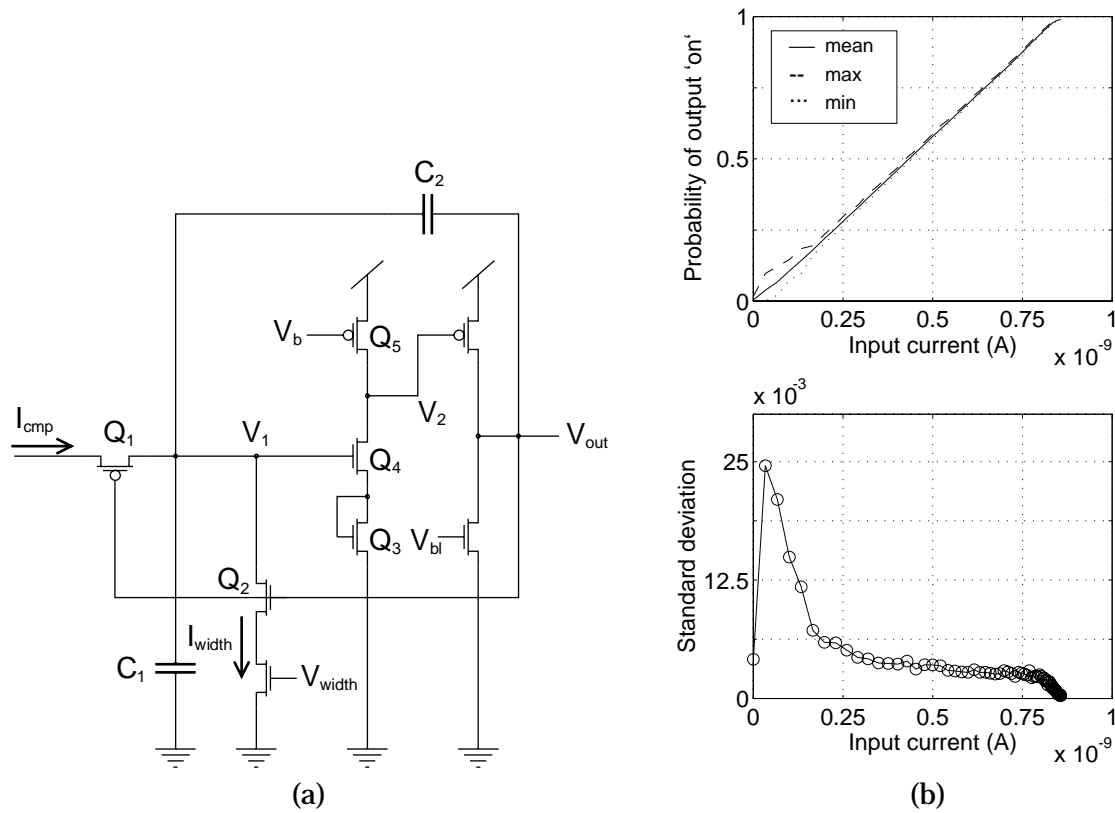 C2
Vb
Q5
V2
Icmp
Q1
V1
Q4
Vout
Q3
Vbl
Q2
Iwidth
C1
Vwidth
(a)
1
mean
max
min
0.5
0
0 0.25 0.5 0.75 1
Probability of output 'on'
Input current (A)
x 10-9
x 10-3
25
12.5
0
0 0.25 0.5 0.75 1
Standard deviation
Input current (A)
x 10-9
(b)